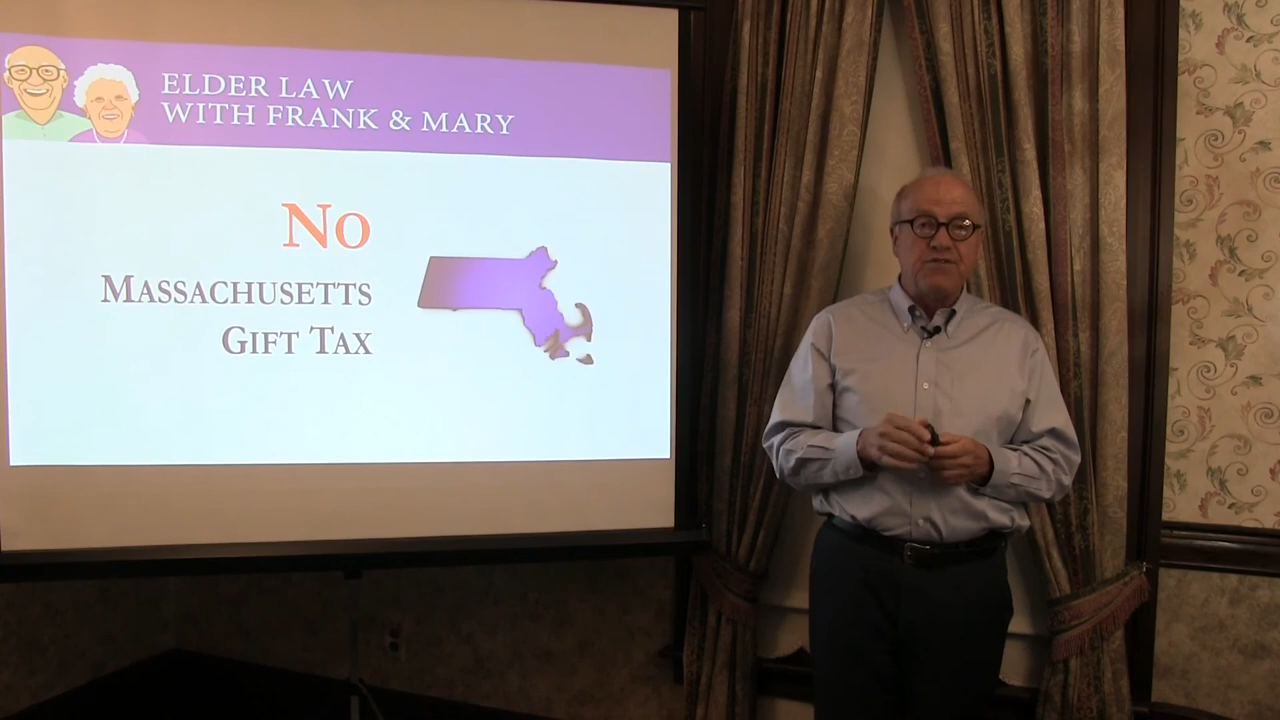 ELDER LAW
WITH FRANK & MARY
NO
MASSACHUSETTS
GIFT TAX